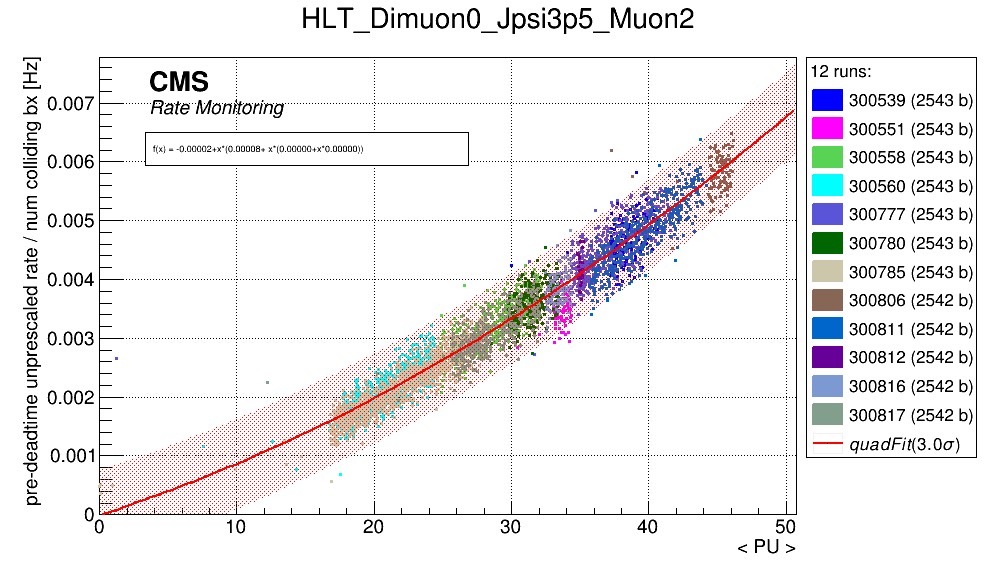 HLT_Dimuon0_Jpsi3p5_Muon2
pre-deadtime unprescaled rate / num colliding bx [Hz]
CMS
Rate Monitoring
f(x) = -0.00002+x*(0.00008+ x*(0.00000+x*0.00000))
0.007
0.006
0.005
0.004
0.003
0.002
0.001
0
0 10 20 30 40 50
< PU >
12 runs:
300539 (2543 b)
300551 (2543 b)
300558 (2543 b)
300560 (2543 b)
300777 (2543 b)
300780 (2543 b)
300785 (2543 b)
300806 (2542 b)
300811 (2542 b)
300812 (2542 b)
300816 (2542 b)
300817 (2542 b)
quadFit(3.0σ)